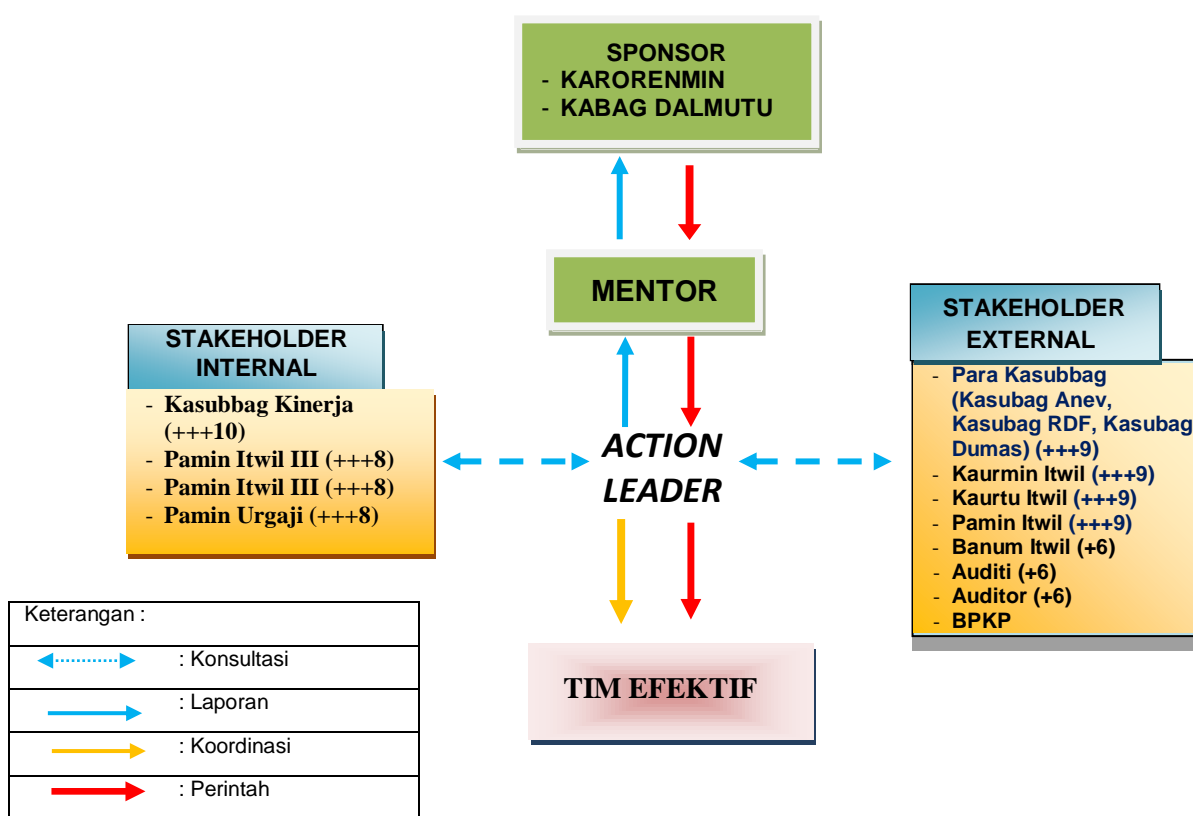 SPONSOR
- KARORENMIN
- KABAG DALMUTU
MENTOR
STAKEHOLDER
INTERNAL
- Kasubbag Kinerja
(+++10)
- Pamin Itwil III (+++8)
- Pamin Itwil III (+++8)
- Pamin Urgaji (+++8)
ACTION
LEADER
STAKEHOLDER
EXTERNAL
- Para Kasubbag
(Kasubag Anev,
Kasubag RDF, Kasubag
Dumas) (+++9)
- Kaurmin Itwil (+++9)
- Kaurtu Itwil (+++9)
- Pamin Itwil (+++9)
- Banum Itwil (+6)
- Auditi (+6)
- Auditor (+6)
- BPKP
TIM EFEKTIF
Keterangan :
: Konsultasi
: Laporan
: Koordinasi
: Perintah